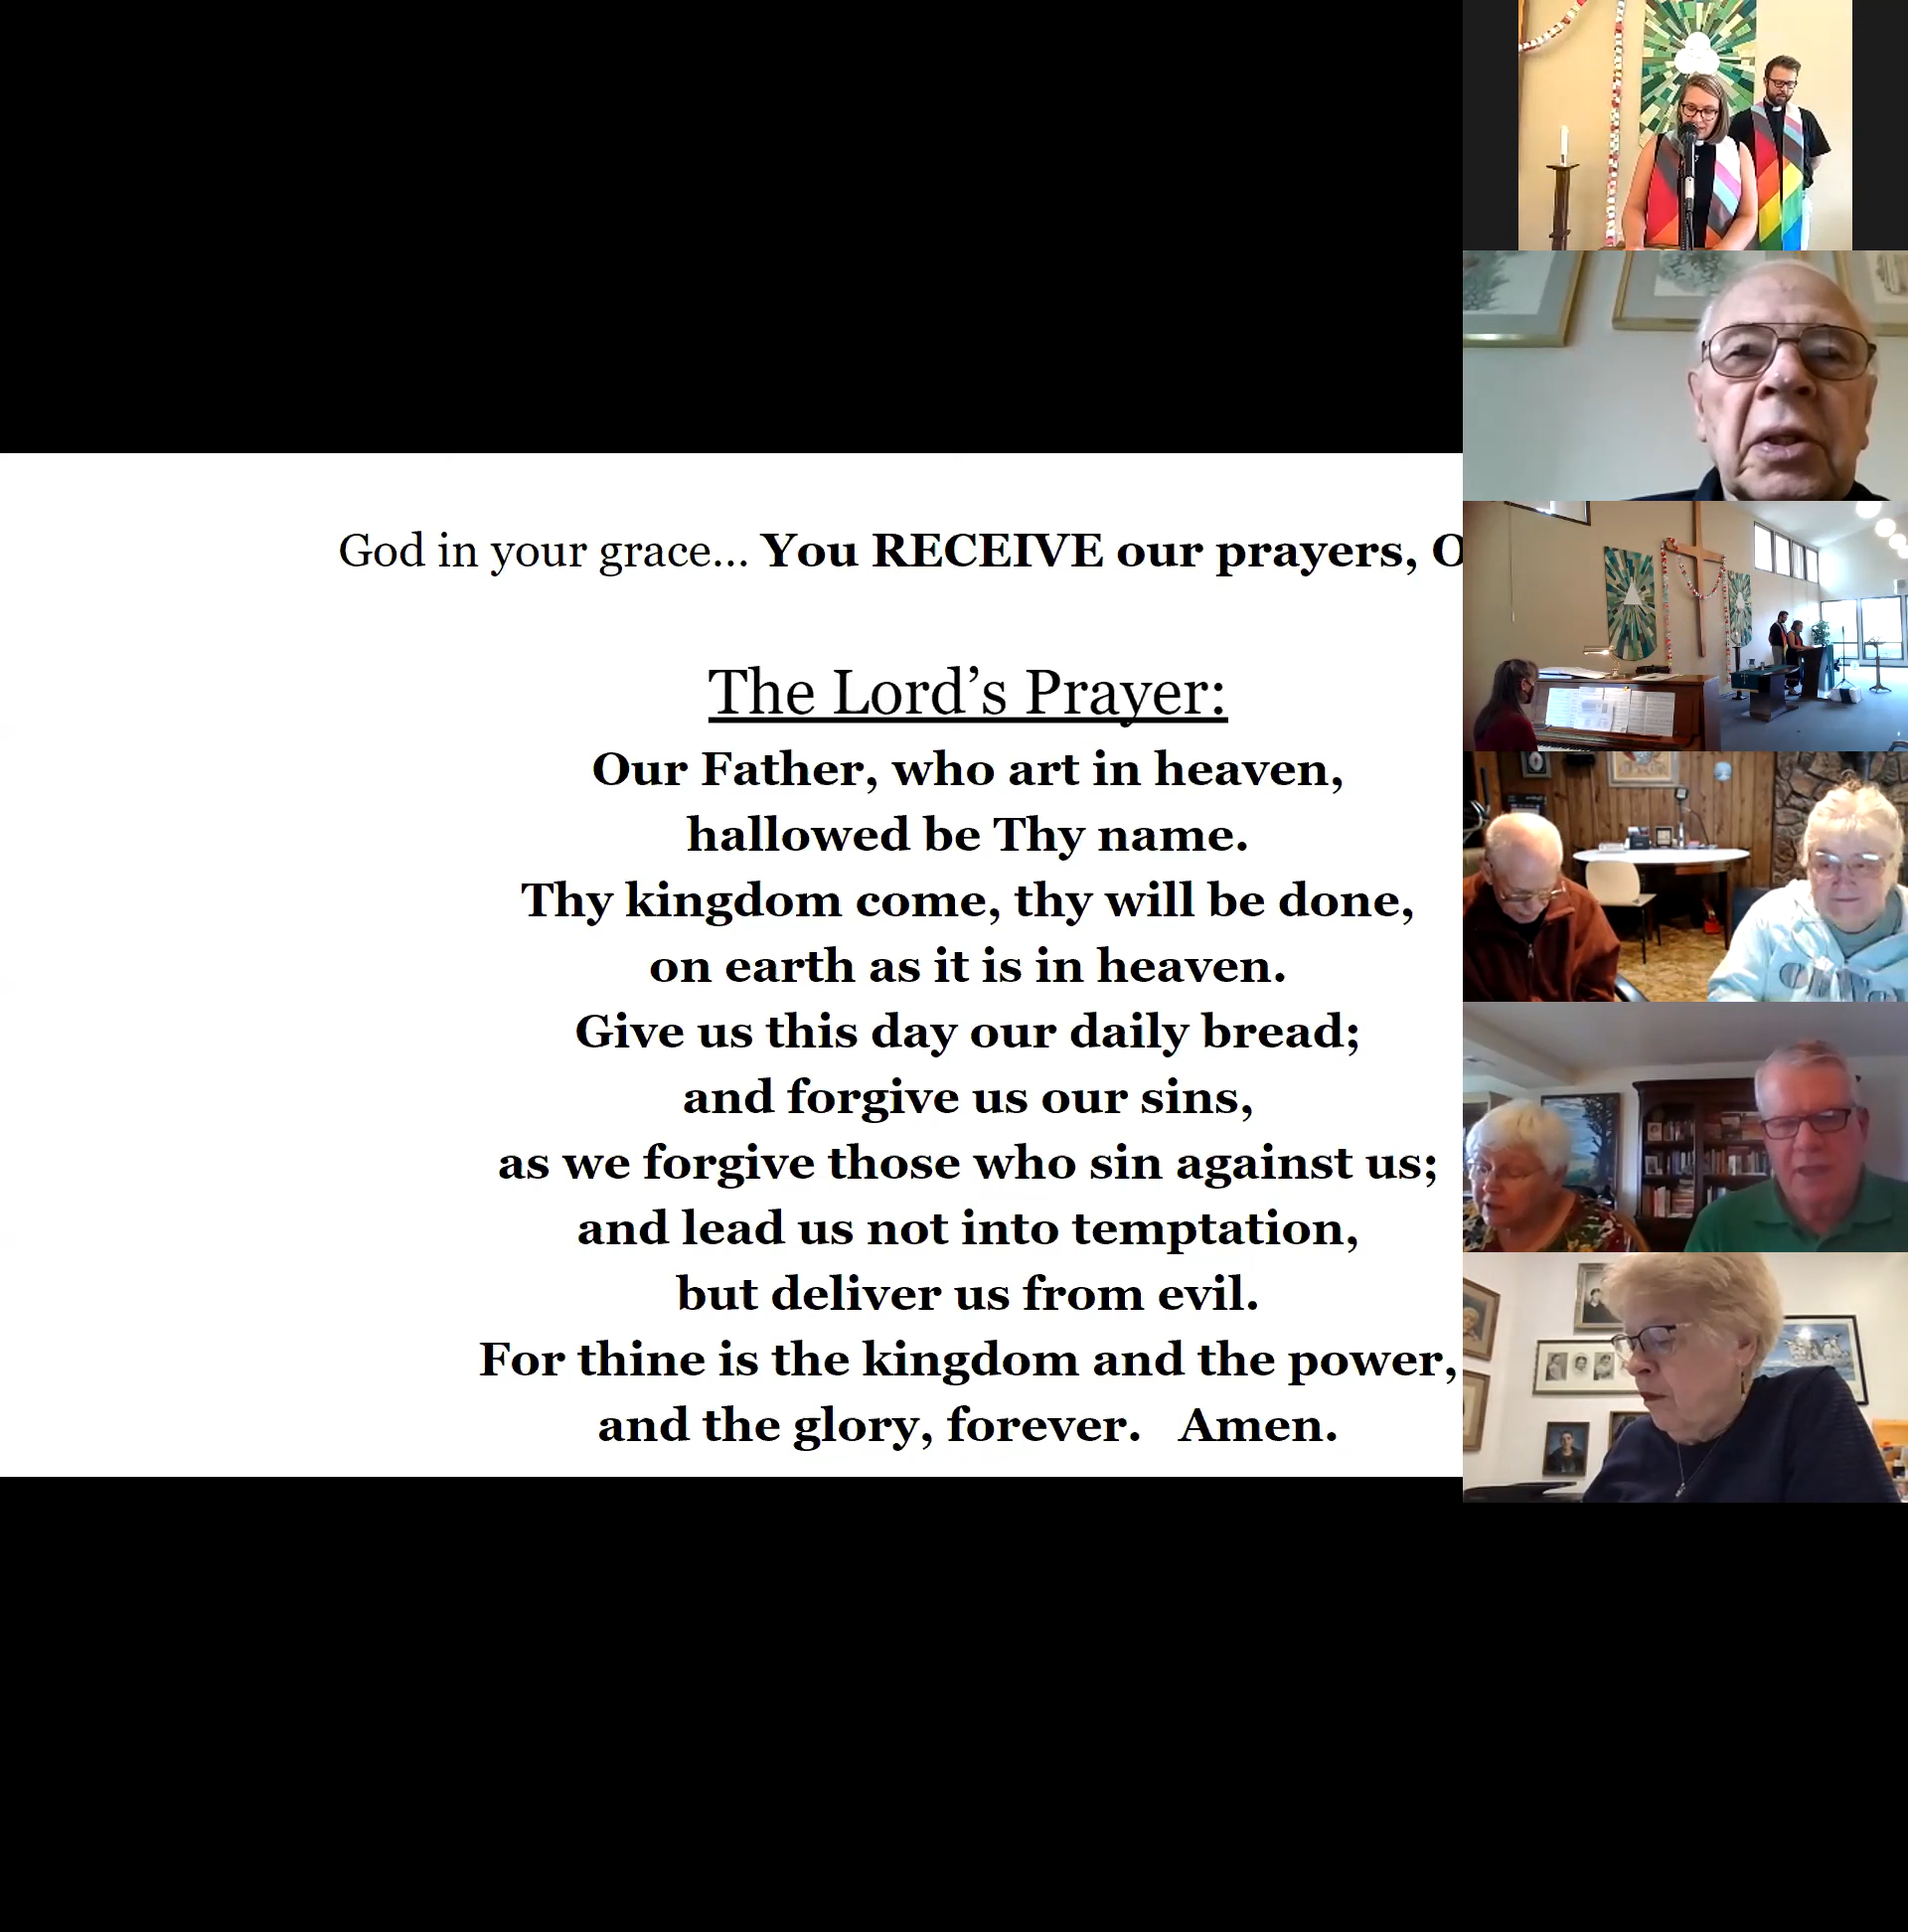 God in your grace... You RECEIVE our prayers, O
The Lord’s Prayer:
Our Father, who art in heaven,
hallowed be Thy name.
Thy kingdom come, thy will be done,
on earth as it is in heaven.
Give us this day our daily bread;
and forgive us our sins,
as we forgive those who sin against us;
and lead us not into temptation,
but deliver us from evil.
For thine is the kingdom and the power,
and the glory, forever.   Amen.